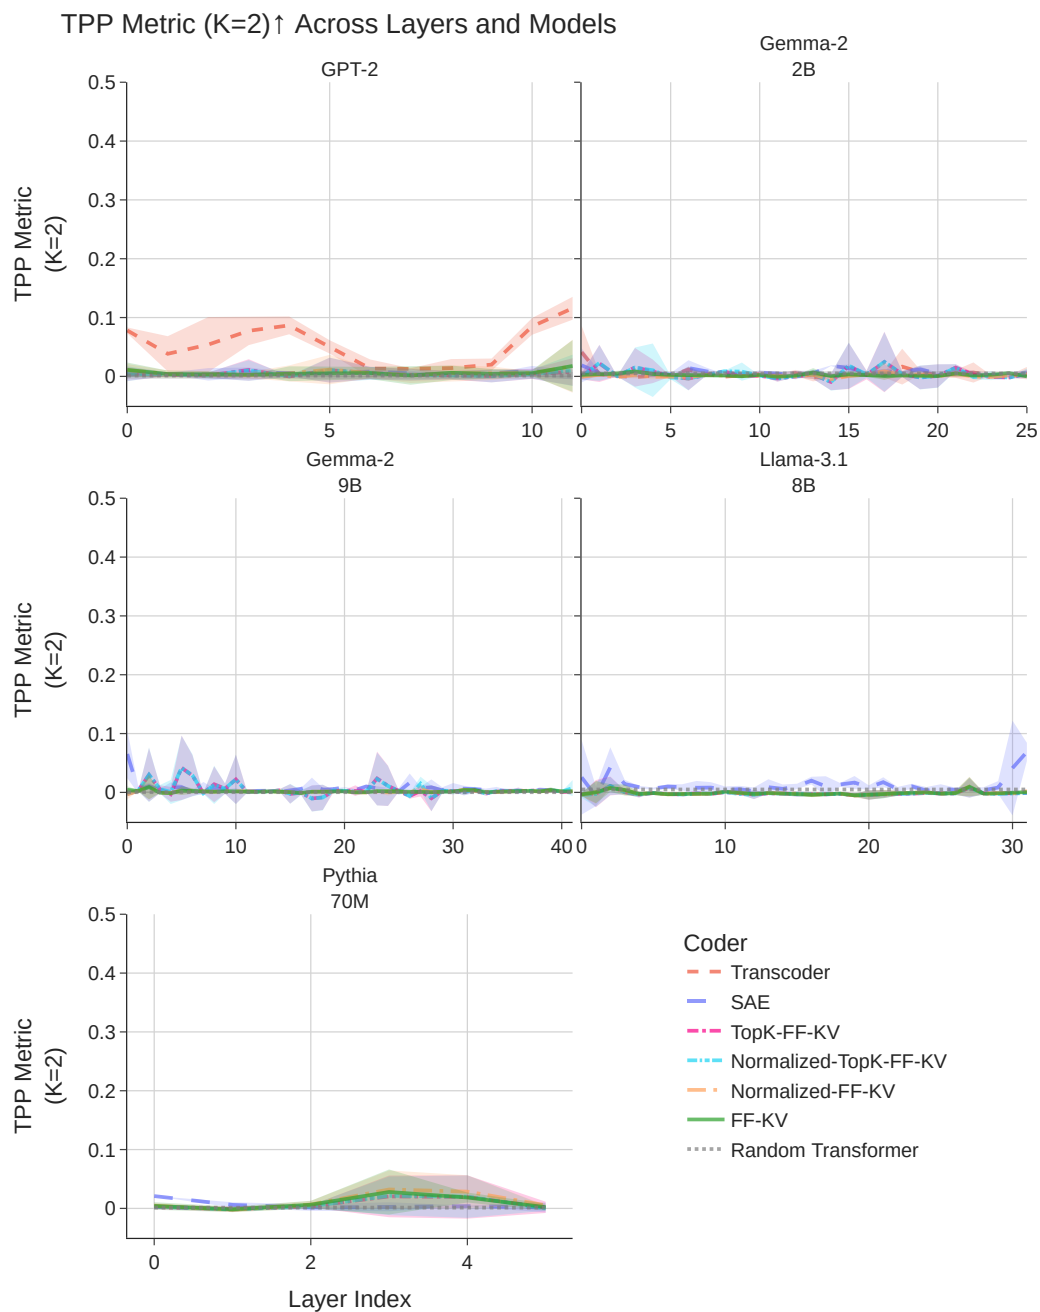 TPP Metric (K=2)↑ Across Layers and Models
GPT-2
Gemma-2
2B
TPP Metric
(K=2)
0.5
0.4
0.3
0.2
0.1
0
0 5 10
0 5 10 15 20 25
Gemma-2
9B
Llama-3.1
8B
TPP Metric
(K=2)
0.5
0.4
0.3
0.2
0.1
0
0 10 20 30 40
0 10 20 30
Pythia
70M
TPP Metric
(K=2)
0.5
0.4
0.3
0.2
0.1
0
0 2 4
Layer Index
Coder
Transcoder
SAE
TopK-FF-KV
Normalized-TopK-FF-KV
Normalized-FF-KV
FF-KV
Random Transformer